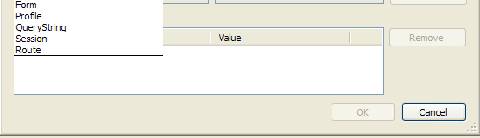 Form
Profile
QueryString
Session
Route
Value
Remove
OK
Cancel